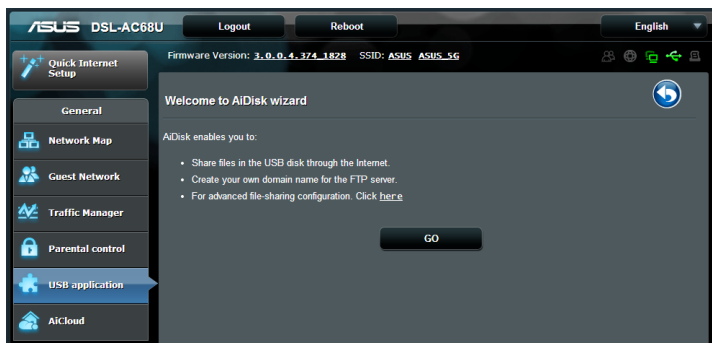 ASUS DSL-AC68U Logout Reboot English
Quick Internet Setup
Firmware Version: 3.0.0.4.374_1828 SSID: ASUS ASUS_5G
General
Network Map
Guest Network
Traffic Manager
Parental control
USB application
AiCloud
Welcome to AiDisk wizard
AiDisk enables you to:
Share files in the USB disk through the Internet.
Create your own domain name for the FTP server.
For advanced file-sharing configuration. Click here
GO